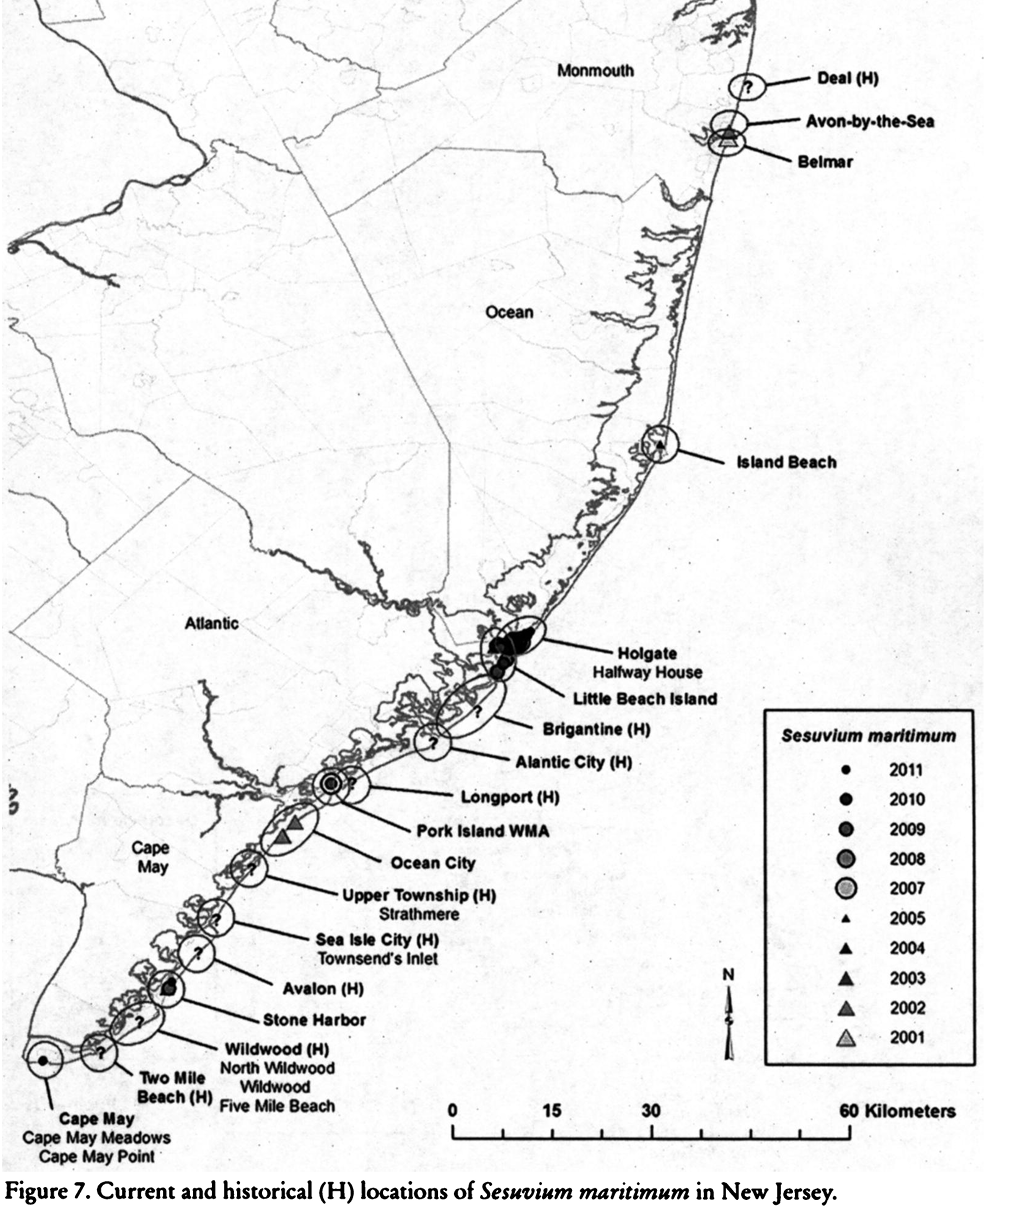 Monmouth
Deal (H)
?
Avon-by-the-Sea
Belmar
Ocean
Island Beach
Atlantic
Holgate
Halfway House
Little Beach Island
?
Brigantine (H)
?
Alantic City (H)
?
Longport (H)
Pork Island WMA
Ocean City
Cape
May
?
Upper Township (H)
Strathmere
?
Sea Isle City (H)
Townsend's Inlet
?
Avalon (H)
Stone Harbor
?
Wildwood (H)
North Wildwood
Wildwood
Five Mile Beach
?
Two Mile
Beach (H)
Cape May
Cape May Meadows
Cape May Point
Sesuvium maritimum
2011
2010
2009
2008
2007
2005
2004
2003
2002
2001
N
S
0 15 30 60 Kilometers
Figure 7. Current and historical (H) locations of Sesuvium maritimum in New Jersey.